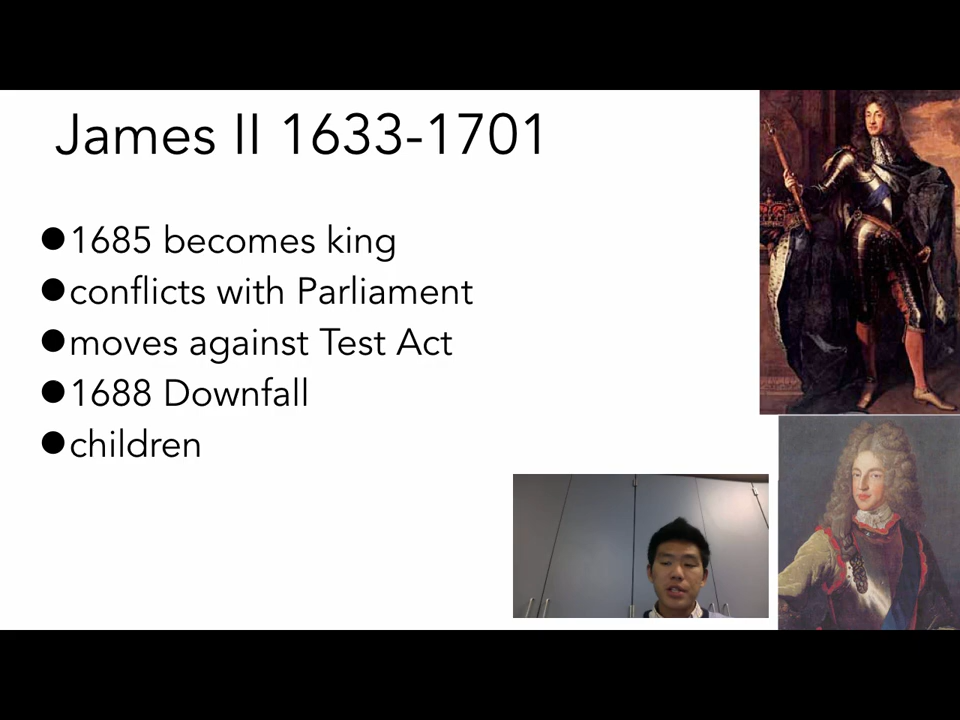 James II 1633-1701
●1685 becomes king
●conflicts with Parliament
●moves against Test Act
●1688 Downfall
●children